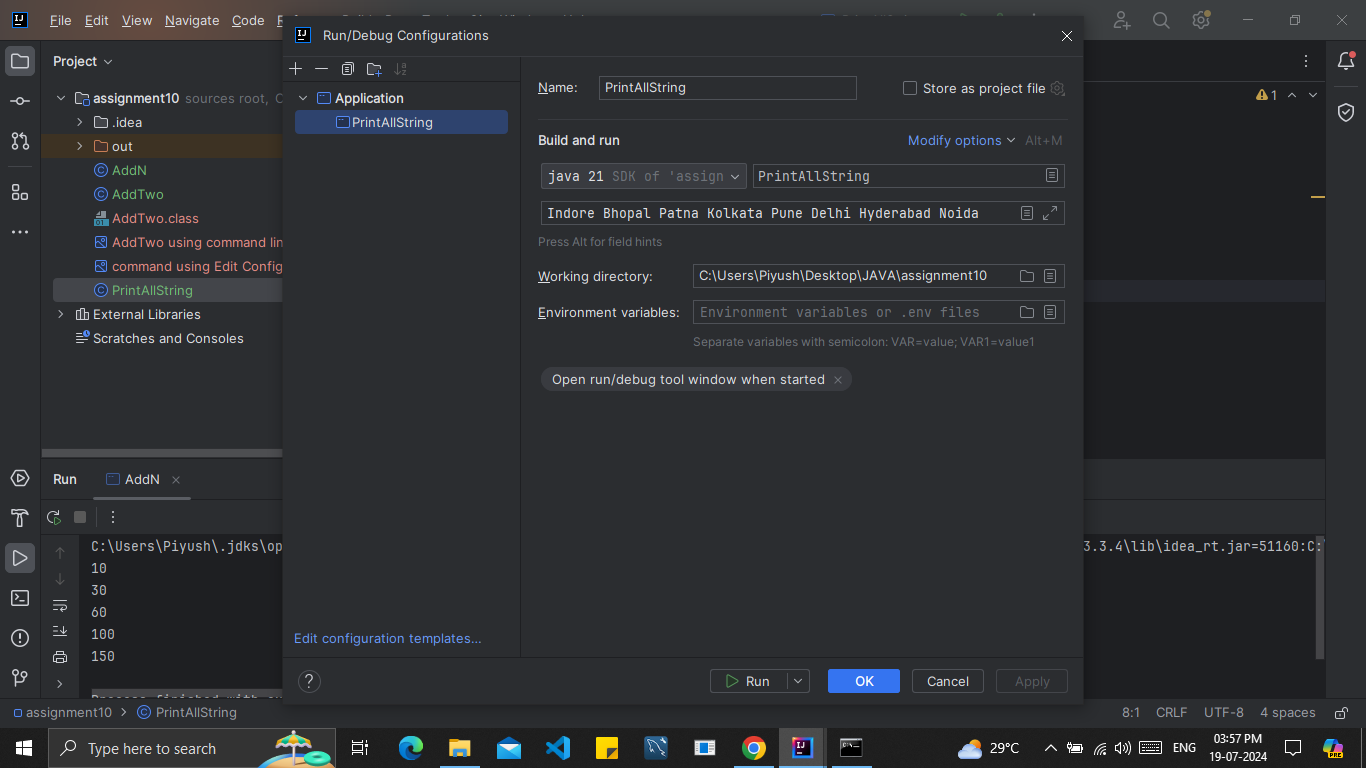 File Edit View Navigate Code
Run/Debug Configurations
Project
assignment10 sources root,
.idea
out
AddN
AddTwo
AddTwo.class
AddTwo using command lin
command using Edit Config
PrintAllString
External Libraries
Scratches and Consoles
Application
PrintAllString
Edit configuration templates...
Name: PrintAllString Store as project file
Build and run Modify options Alt+M
java 21 SDK of 'assign PrintAllString
Indore Bhopal Patna Kolkata Pune Delhi Hyderabad Noida
Press Alt for field hints
Working directory: C:\Users\Piyush\Desktop\JAVA\assignment10
Environment variables: Environment variables or .env files
Separate variables with semicolon: VAR=value; VAR1=value1
Open run/debug tool window when started
? Run OK Cancel Apply
1
Run AddN
C:\Users\Piyush\.jdks\op 3.3.4\lib\idea_rt.jar=51160:C:
10
30
60
100
150
assignment10 > PrintAllString 8:1 CRLF UTF-8 4 spaces
Type here to search 29°C ENG 03:57 PM
19-07-2024